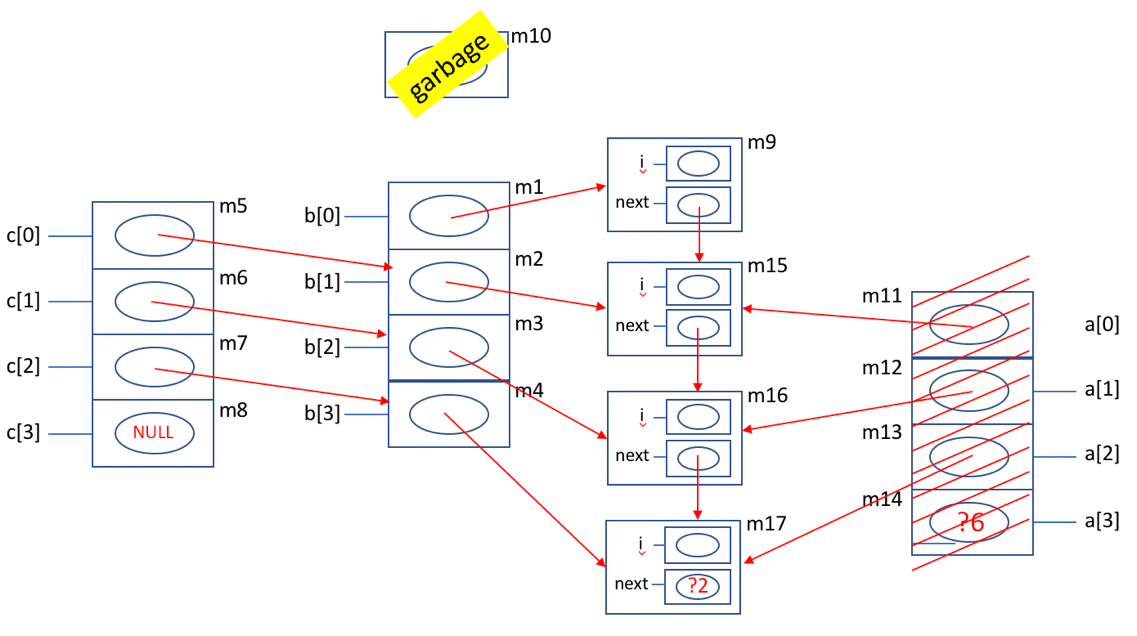 m10
garbage
m9
i
next
m5
c[0]
m6
c[1]
m7
c[2]
m8
c[3]
NULL
m1
b[0]
m2
b[1]
m3
b[2]
m4
b[3]
m15
i
next
m16
i
next
m17
i
next
?2
m11
a[0]
m12
a[1]
m13
a[2]
m14
a[3]
?6